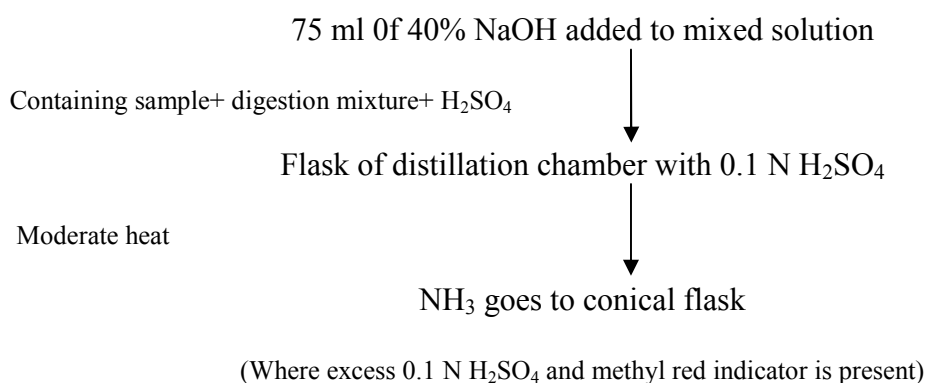 75 ml 0f 40% NaOH added to mixed solution
Containing sample+ digestion mixture+ H₂SO₄
Flask of distillation chamber with 0.1 N H₂SO₄
Moderate heat
NH₃ goes to conical flask
(Where excess 0.1 N H₂SO₄ and methyl red indicator is present)